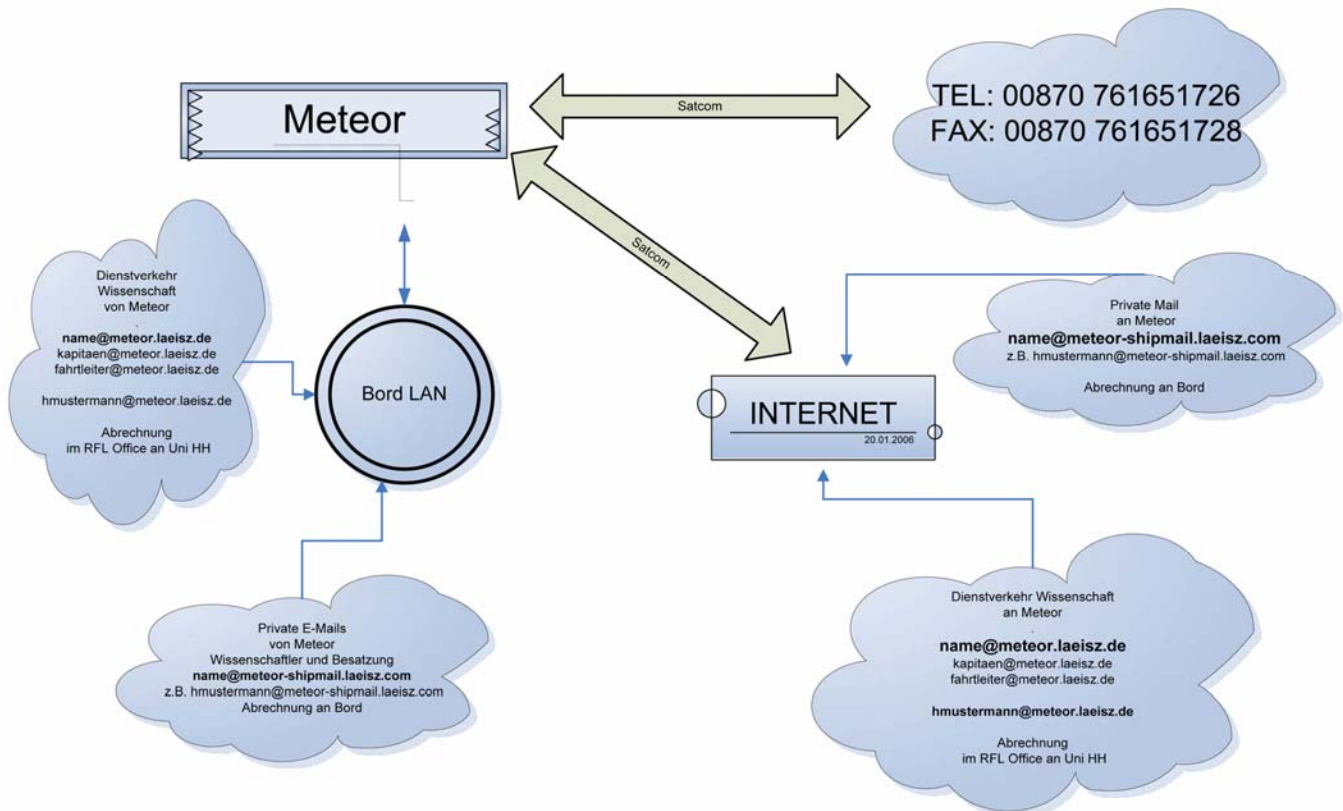 Meteor
Satcom
TEL: 00870 761651726
FAX: 00870 761651728
Satcom
Dienstverkehr
Wissenschaft
von Meteor
.
name@meteor.laeisz.de
kapitaen@meteor.laeisz.de
fahrtleiter@meteor.laeisz.de
hmustermann@meteor.laeisz.de
Abrechnung
im RFL Office an Uni HH
Bord LAN
Private Mail
an Meteor
name@meteor-shipmail.laeisz.com
z.B. hmustermann@meteor-shipmail.laeisz.com
Abrechnung an Bord
INTERNET
20.01.2006
Private E-Mails
von Meteor
Wissenschaftler und Besatzung
name@meteor-shipmail.laeisz.com
z.B. hmustermann@meteor-shipmail.laeisz.com
Abrechnung an Bord
Dienstverkehr Wissenschaft
an Meteor
.
name@meteor.laeisz.de
kapitaen@meteor.laeisz.de
fahrtleiter@meteor.laeisz.de
hmustermann@meteor.laeisz.de
Abrechnung
im RFL Office an Uni HH